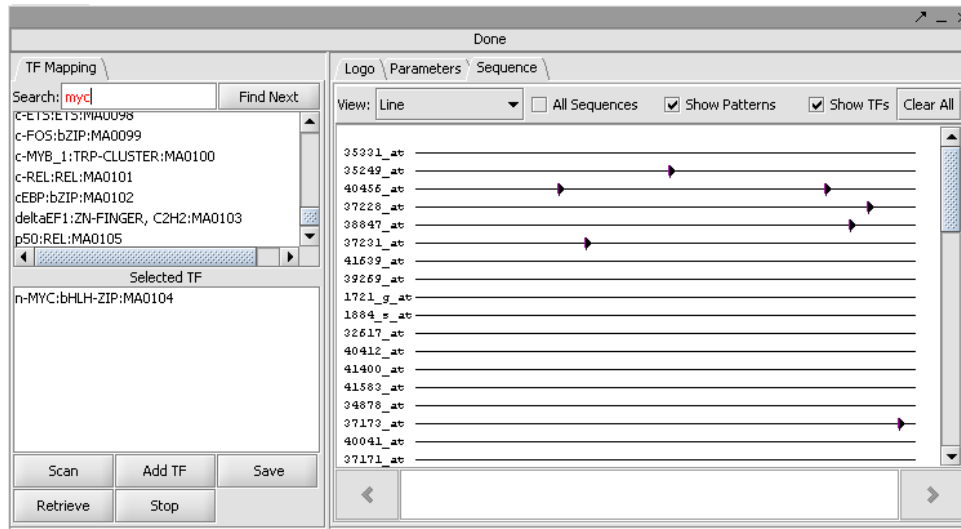 Done
TF Mapping
Search: myc Find Next
c-ETS:ETS:MA0098
c-FOS:bZIP:MA0099
c-MYB_1:TRP-CLUSTER:MA0100
c-REL:REL:MA0101
cEBP:bZIP:MA0102
deltaEF1:ZN-FINGER, C2H2:MA0103
p50:REL:MA0105
Selected TF
n-MYC:bHLH-ZIP:MA0104
Scan Add TF Save
Retrieve Stop
Logo Parameters Sequence
View: Line All Sequences Show Patterns Show TFs Clear All
35331_at
35249_at
40456_at
37228_at
38847_at
37231_at
41639_at
39269_at
1721_g_at
1884_s_at
32617_at
40412_at
41400_at
41583_at
34878_at
37173_at
40041_at
37171_at